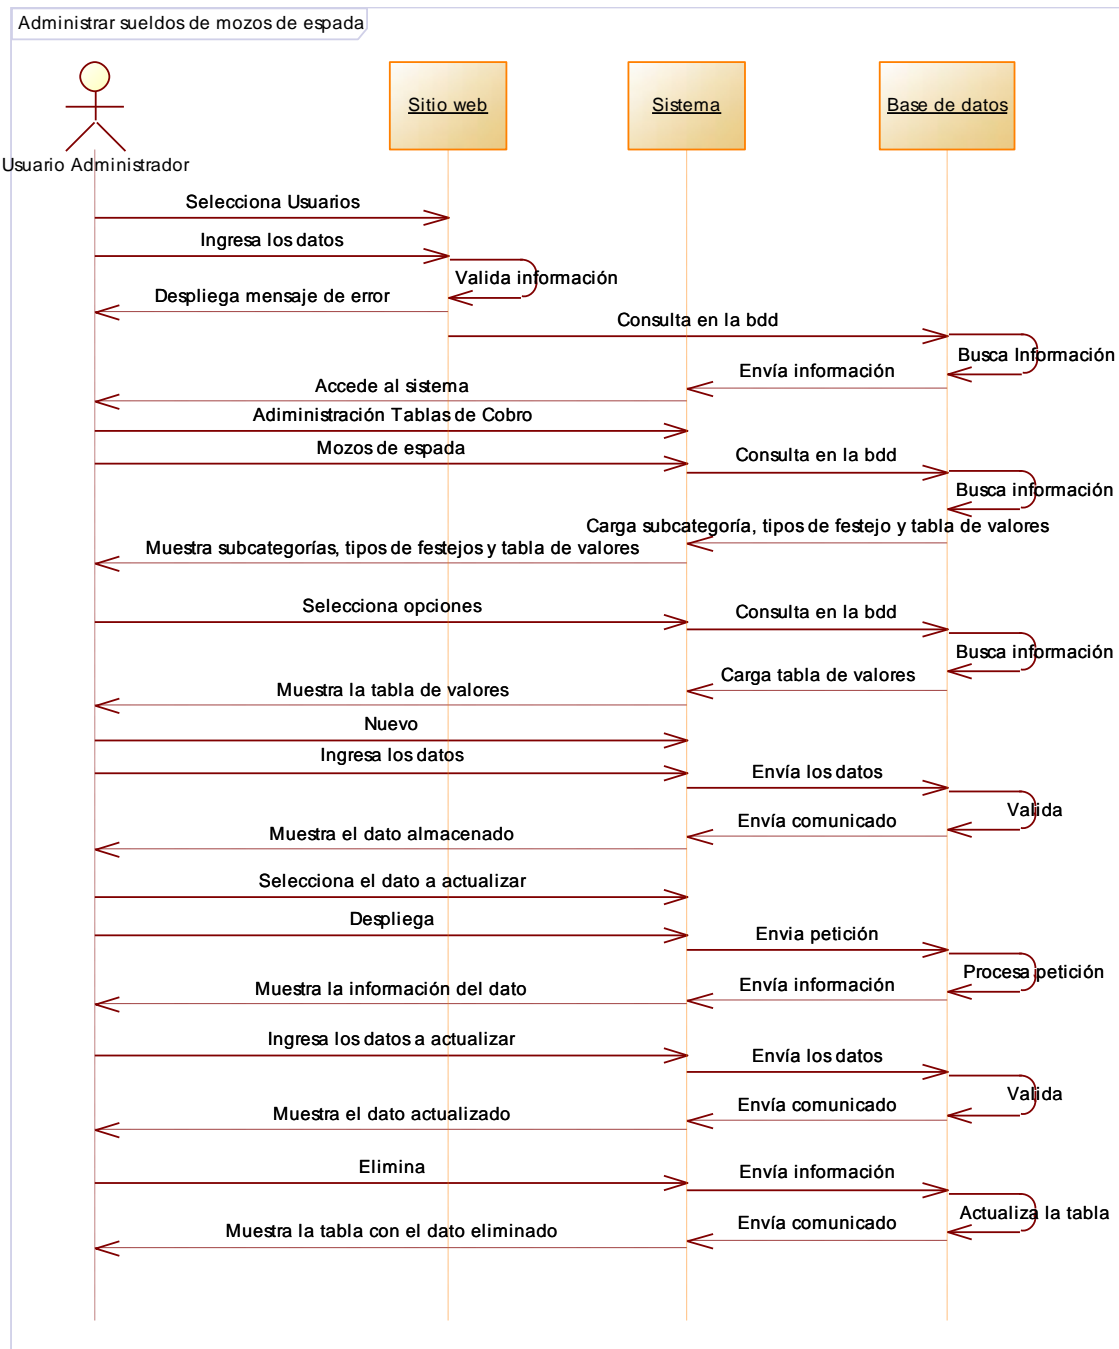 Administrar sueldos de mozos de espada
Sitio web
Sistema
Base de datos
Usuario Administrador
Selecciona Usuarios
Ingresa los datos
Valida información
Despliega mensaje de error
Consulta en la bdd
Busca Información
Envía información
Accede al sistema
Adiministración Tablas de Cobro
Mozos de espada
Consulta en la bdd
Busca información
Carga subcategoría, tipos de festejo y tabla de valores
Muestra subcategorías, tipos de festejos y tabla de valores
Selecciona opciones
Consulta en la bdd
Busca información
Carga tabla de valores
Muestra la tabla de valores
Nuevo
Ingresa los datos
Envía los datos
Valida
Envía comunicado
Muestra el dato almacenado
Selecciona el dato a actualizar
Despliega
Envia petición
Procesa petición
Envía información
Muestra la información del dato
Ingresa los datos a actualizar
Envía los datos
Valida
Envía comunicado
Muestra el dato actualizado
Elimina
Envía información
Actualiza la tabla
Envía comunicado
Muestra la tabla con el dato eliminado